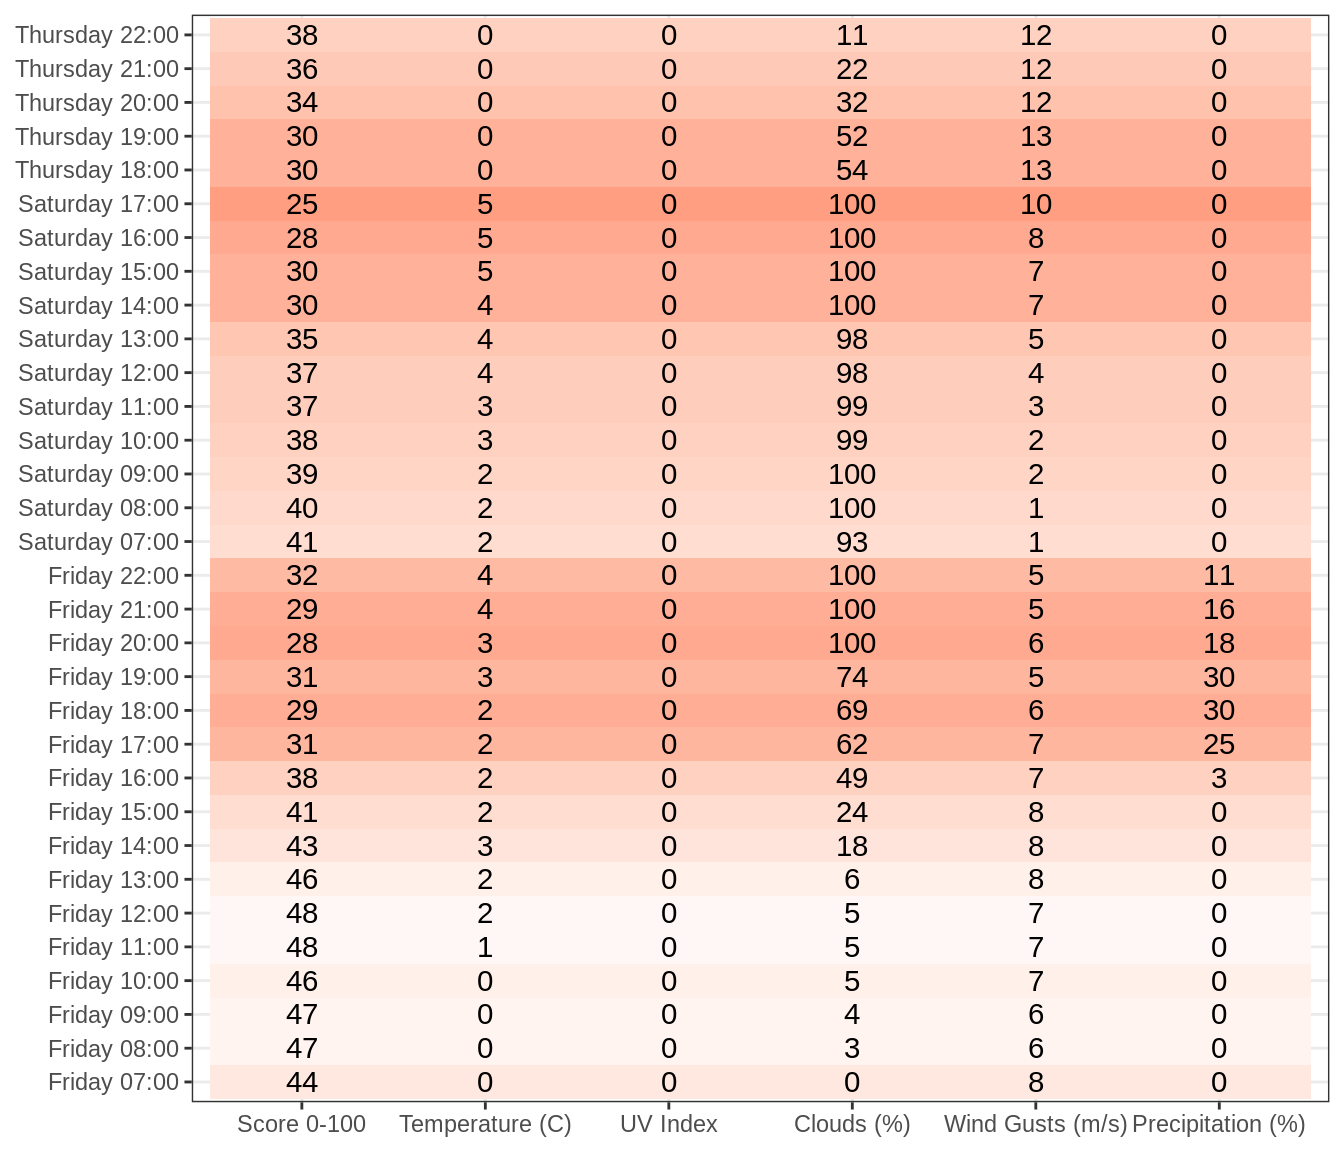 Thursday 22:00 38 0 0 11 12 0
Thursday 21:00 36 0 0 22 12 0
Thursday 20:00 34 0 0 32 12 0
Thursday 19:00 30 0 0 52 13 0
Thursday 18:00 30 0 0 54 13 0
Saturday 17:00 25 5 0 100 10 0
Saturday 16:00 28 5 0 100 8 0
Saturday 15:00 30 5 0 100 7 0
Saturday 14:00 30 4 0 100 7 0
Saturday 13:00 35 4 0 98 5 0
Saturday 12:00 37 4 0 98 4 0
Saturday 11:00 37 3 0 99 3 0
Saturday 10:00 38 3 0 99 2 0
Saturday 09:00 39 2 0 100 2 0
Saturday 08:00 40 2 0 100 1 0
Saturday 07:00 41 2 0 93 1 0
Friday 22:00 32 4 0 100 5 11
Friday 21:00 29 4 0 100 5 16
Friday 20:00 28 3 0 100 6 18
Friday 19:00 31 3 0 74 5 30
Friday 18:00 29 2 0 69 6 30
Friday 17:00 31 2 0 62 7 25
Friday 16:00 38 2 0 49 7 3
Friday 15:00 41 2 0 24 8 0
Friday 14:00 43 3 0 18 8 0
Friday 13:00 46 2 0 6 8 0
Friday 12:00 48 2 0 5 7 0
Friday 11:00 48 1 0 5 7 0
Friday 10:00 46 0 0 5 7 0
Friday 09:00 47 0 0 4 6 0
Friday 08:00 47 0 0 3 6 0
Friday 07:00 44 0 0 0 8 0
Score 0-100 Temperature (C) UV Index Clouds (%) Wind Gusts (m/s) Precipitation (%)